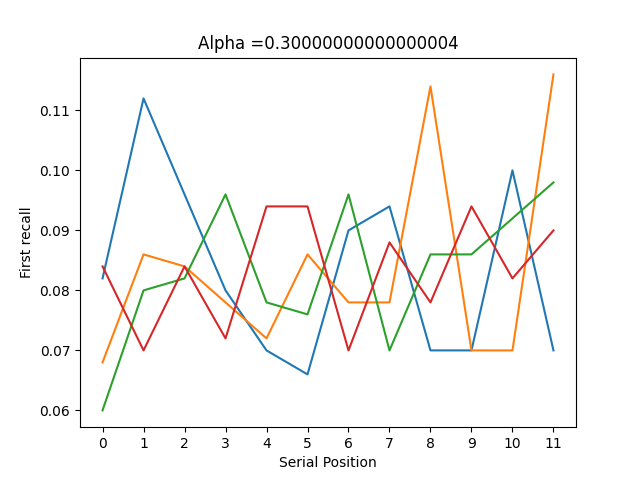 Alpha =0.30000000000000004
0.11
0.10
0.09
0.08
0.07
0.06
First recall
0 1 2 3 4 5 6 7 8 9 10 11
Serial Position